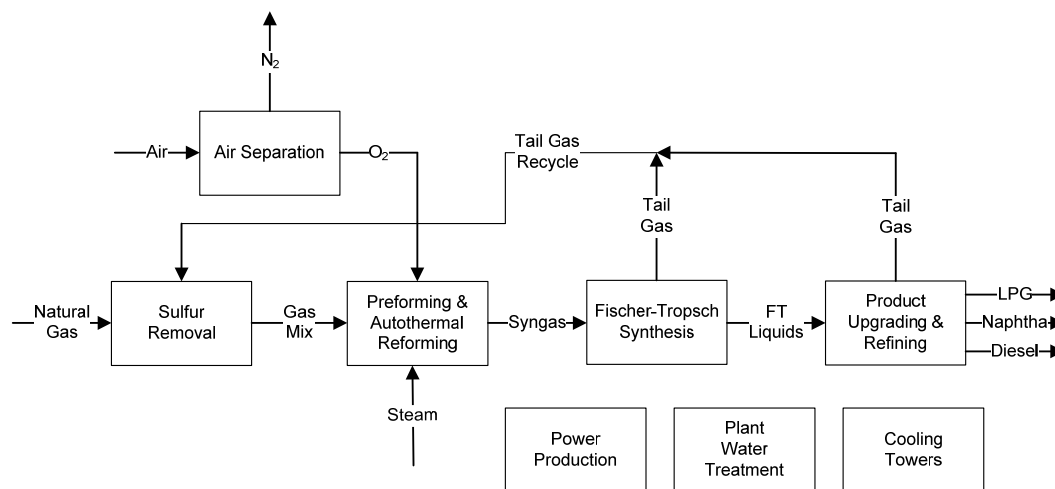 N2
Air Separation
Air
O2
Tail Gas
Recycle
Tail
Gas
Tail
Gas
Natural
Gas
Sulfur
Removal
Gas
Mix
Preforming &
Autothermal
Reforming
Syngas
Fischer-Tropsch
Synthesis
FT
Liquids
Product
Upgrading &
Refining
LPG
Naphtha
Diesel
Steam
Power
Production
Plant
Water
Treatment
Cooling
Towers